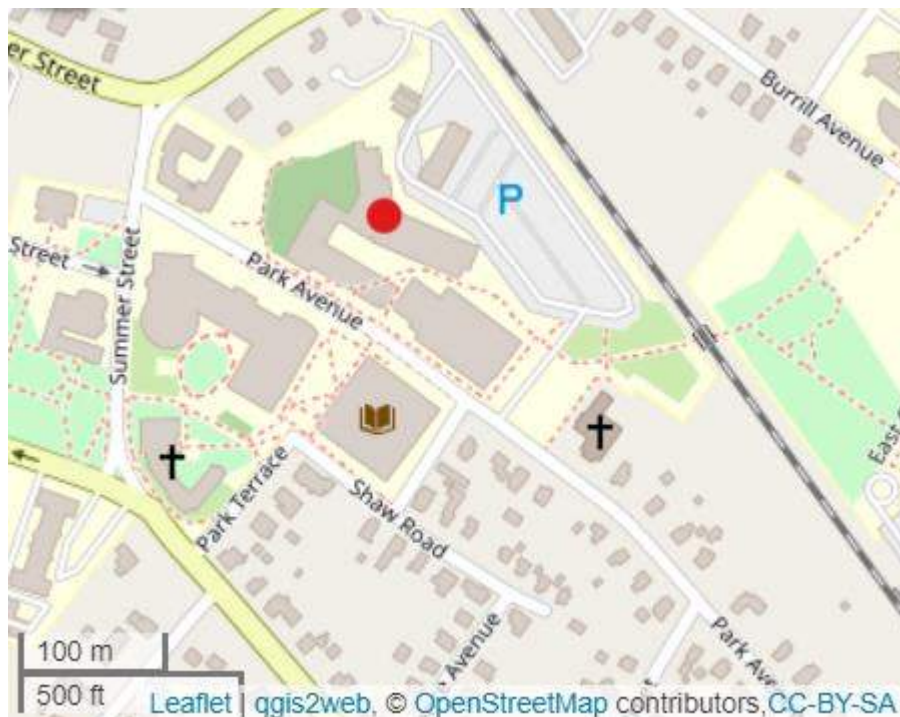 er Street
Burrill Avenue
P
Street
Summer Street
Park Avenue
East
Park Terrace
Shaw Road
Avenue
Park Ave
100 m
500 ft
Leaflet | qgis2web, © OpenStreetMap contributors,CC-BY-SA